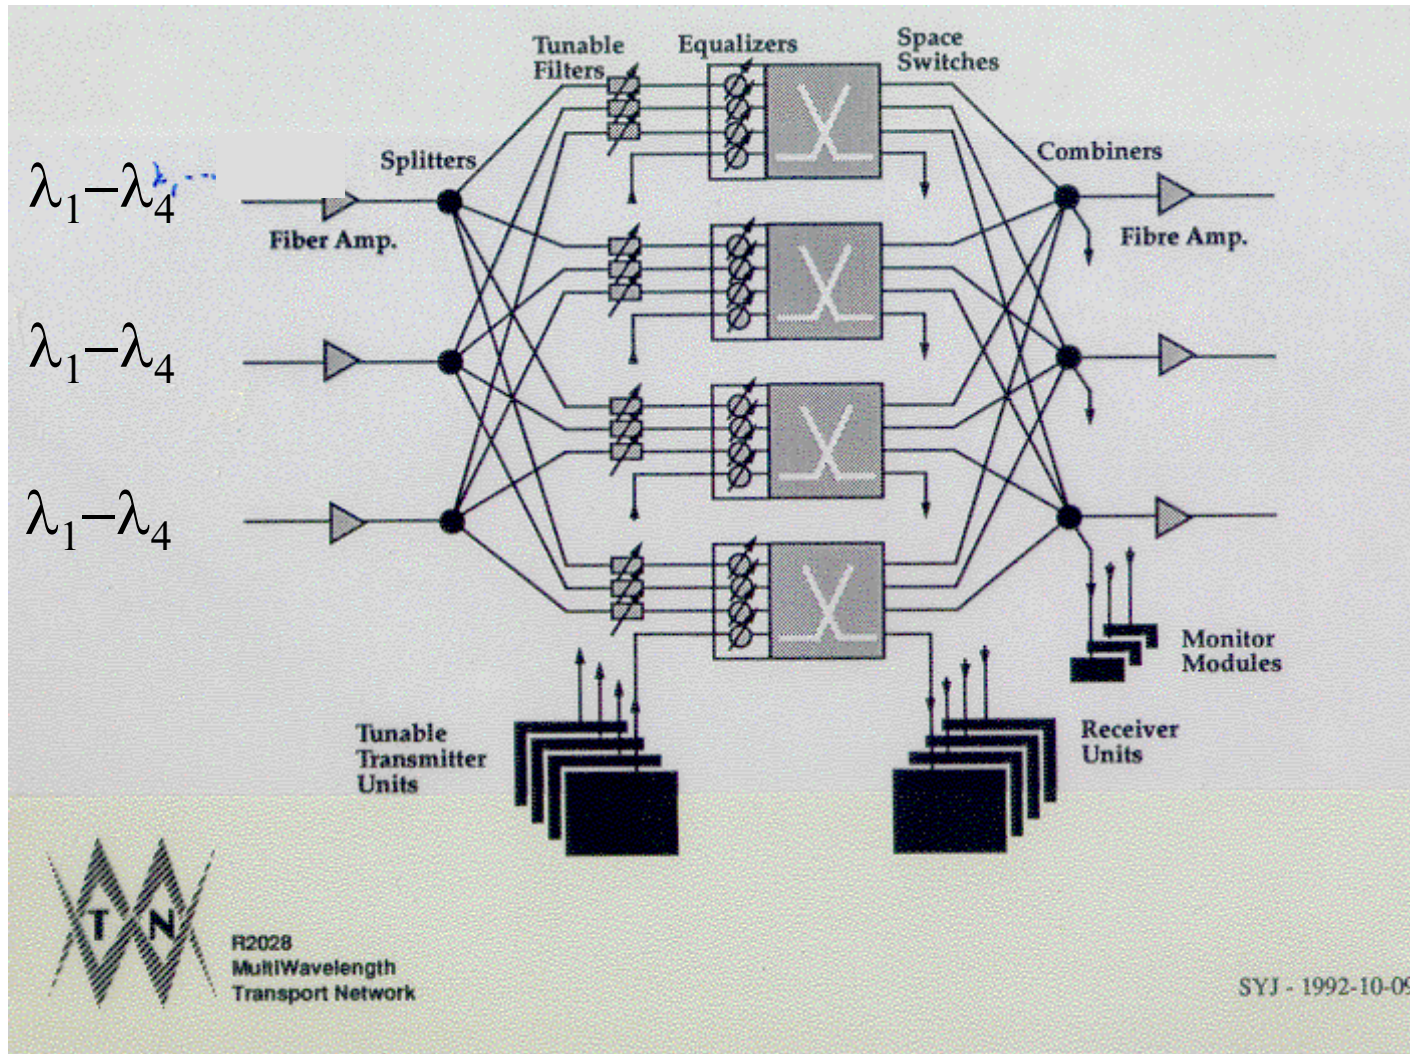 Tunable
Filters
Equalizers
Space
Switches
Splitters
Combiners
λ1–λ4
Fiber Amp.
Fibre Amp.
λ1–λ4
λ1–λ4
Monitor
Modules
Tunable
Transmitter
Units
Receiver
Units
T N
R2028
MultiWavelength
Transport Network
SYJ - 1992-10-09